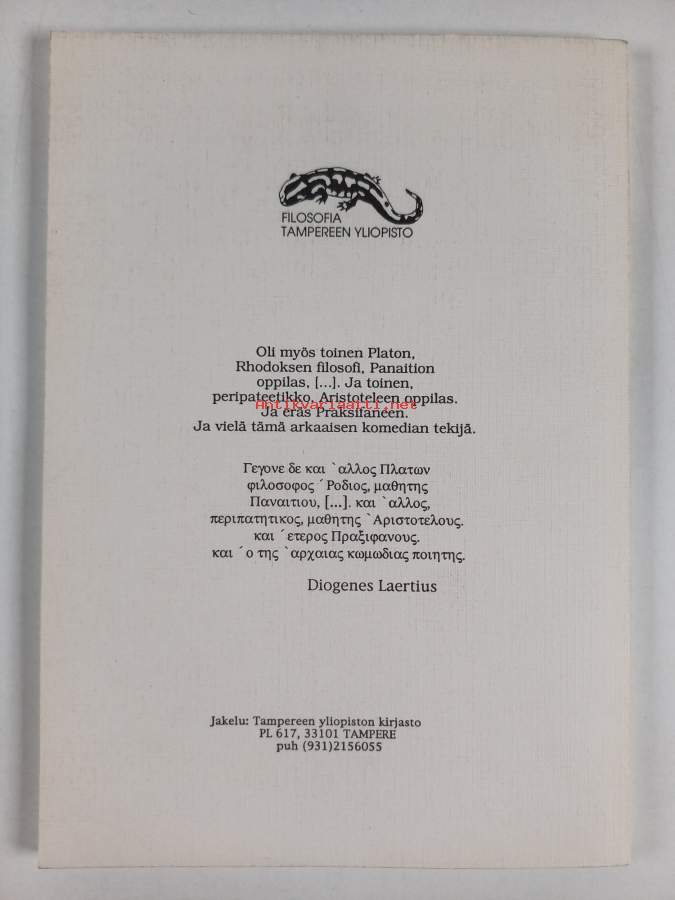 FILOSOFIA
TAMPEREEN YLIOPISTO
Oli myös toinen Platon,
Rhodoksen filosofi, Panaition
oppilas, [...]. Ja toinen,
peripateetikko, Aristoteleen oppilas.
antikvariaatti.net
Ja eräs Praksifaneen.
Ja vielä tämä arkaaisen komedian tekijä.
Γεγονε δε και `αλλος Πλατων
φιλοσοφος ´Ροδιος, μαθητης
Παναιτιου, [...]. και `αλλος,
περιπατητικος, μαθητης `Αριστοτελους.
και ´ετερος Πραξιφανους.
και ´ο της `αρχαιας κωμωδιας ποιητης.
Diogenes Laertius
Jakelu: Tampereen yliopiston kirjasto
PL 617, 33101 TAMPERE
puh (931)2156055